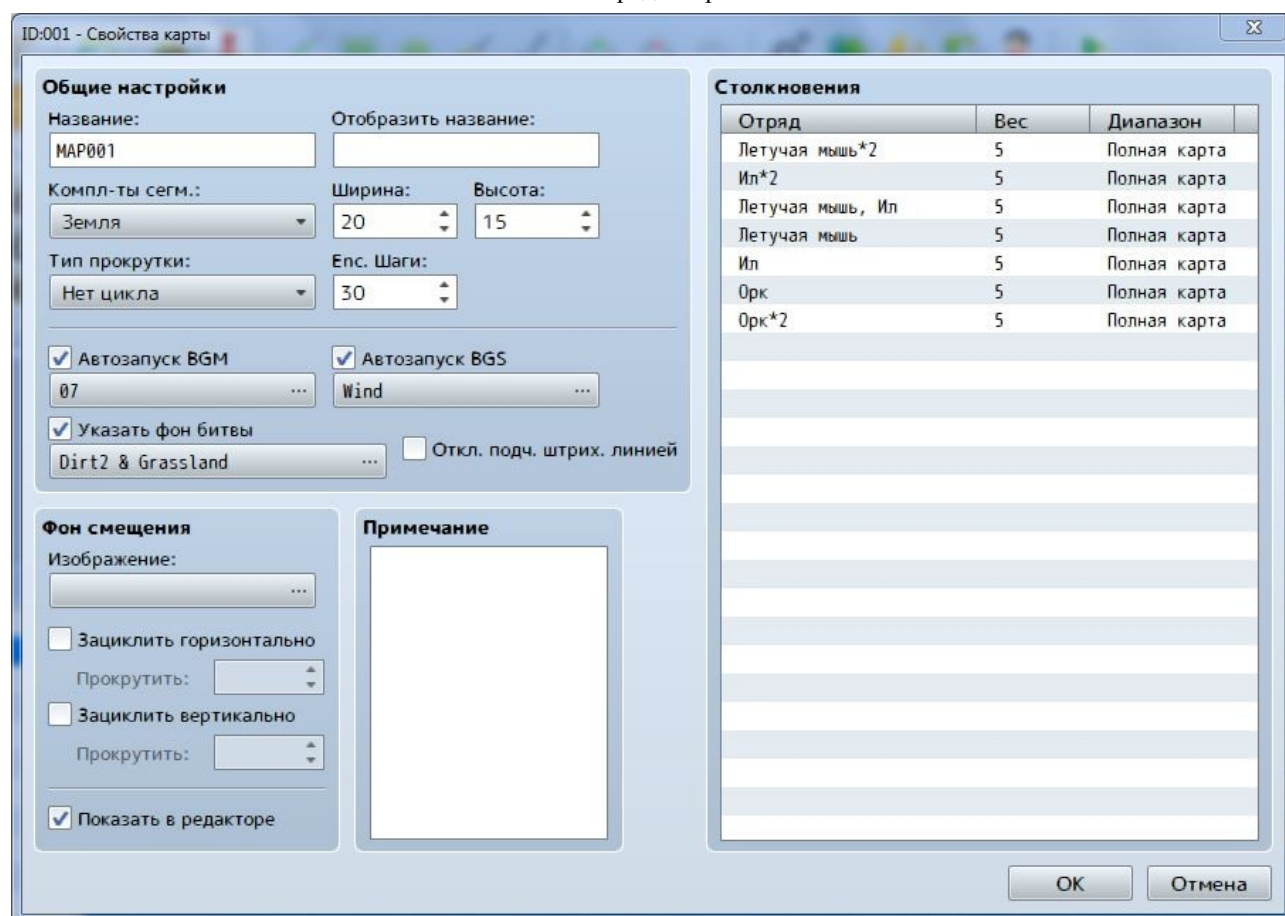 ID:001 - Свойства карты
Общие настройки
Название:
Отобразить название:
MAP001
Компл-ты сегм.:
Ширина:
Высота:
Земля
20
15
Тип прокрутки:
Enc. Шаги:
Нет цикла
30
Автозапуск BGM
Автозапуск BGS
07 ...
Wind ...
Указать фон битвы
Dirt2 & Grassland ...
Откл. подч. штрих. линией
Фон смещения
Изображение:
...
Зациклить горизонтально
Прокрутить:
Зациклить вертикально
Прокрутить:
Показать в редакторе
Примечание
Столкновения
Отряд Вес Диапазон
Летучая мышь*2 5 Полная карта
Ил*2 5 Полная карта
Летучая мышь, Ил 5 Полная карта
Летучая мышь 5 Полная карта
Ил 5 Полная карта
Орк 5 Полная карта
Орк*2 5 Полная карта
OK
Отмена